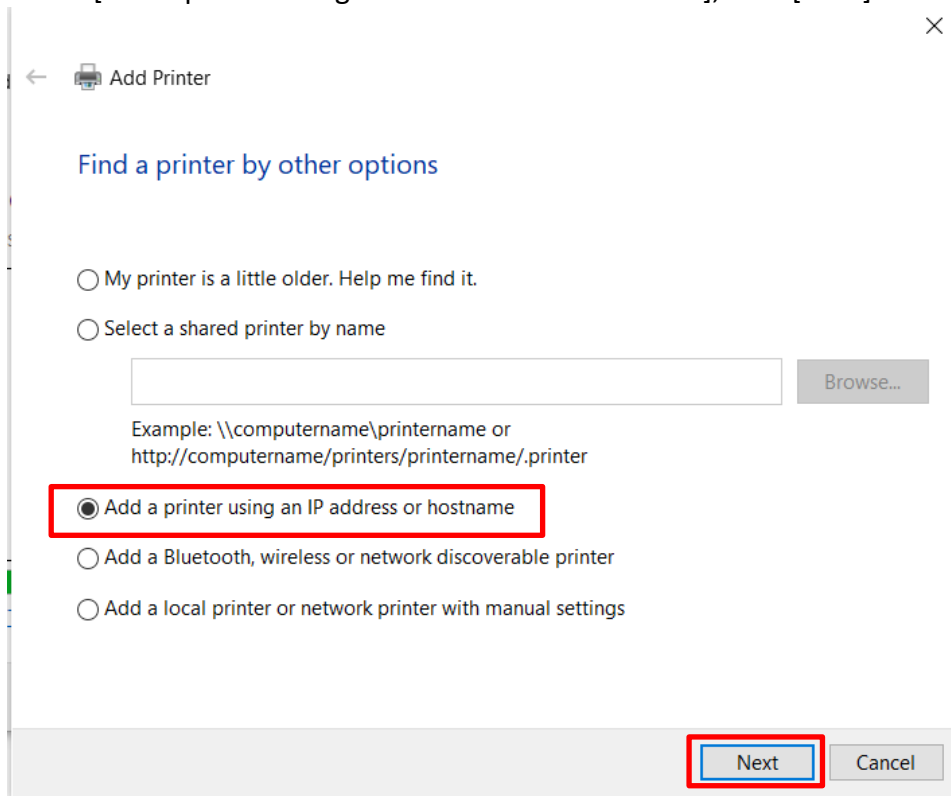 Add Printer
Find a printer by other options
My printer is a little older. Help me find it.
Select a shared printer by name
Browse...
Example: \\computername\printername or
http://computername/printers/printername/.printer
Add a printer using an IP address or hostname
Add a Bluetooth, wireless or network discoverable printer
Add a local printer or network printer with manual settings
Next
Cancel